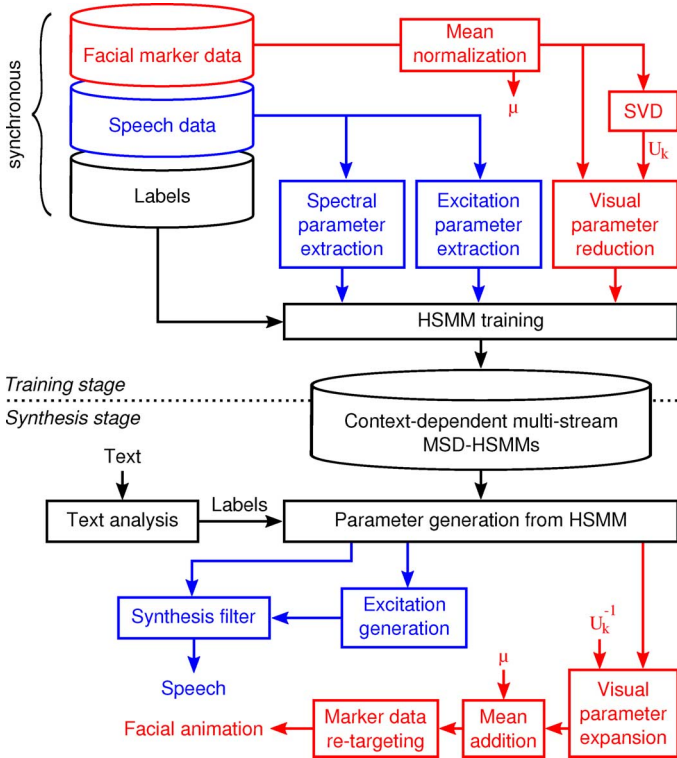 synchronous
Facial marker data
Speech data
Labels
Mean
normalization
μ
SVD
U_k
Spectral
parameter
extraction
Excitation
parameter
extraction
Visual
parameter
reduction
HSMM training
Training stage
Synthesis stage
Context-dependent multi-stream
MSD-HSMMs
Text
Text analysis
Labels
Parameter generation from HSMM
Synthesis filter
Excitation
generation
Speech
U_k^-1
μ
Facial animation
Marker data
re-targeting
Mean
addition
Visual
parameter
expansion